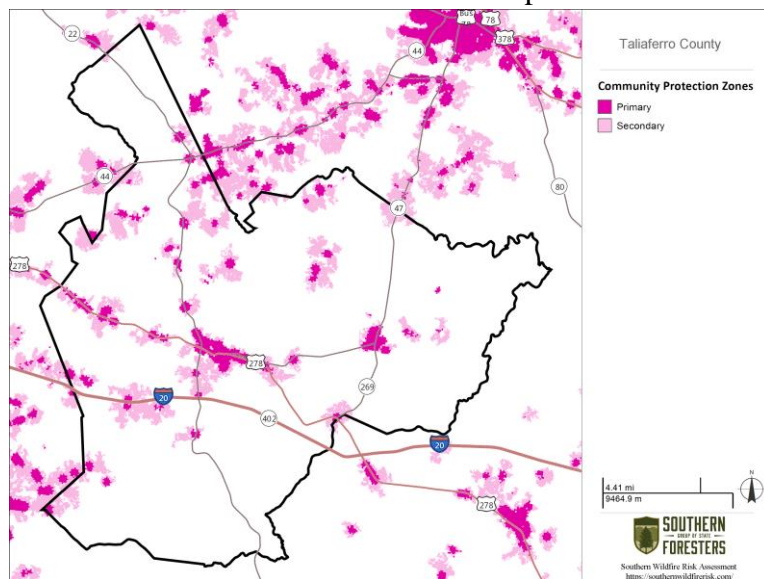 22
44
BUS
78
78
378
Taliaferro County
Community Protection Zones
Primary
Secondary
44
80
47
278
278
20
269
402
20
278
N
4.41 mi
9464.9 m
SOUTHERN
GROUP OF STATE
FORESTERS
Southern Wildfire Risk Assessment
https://southernwildfirerisk.com/